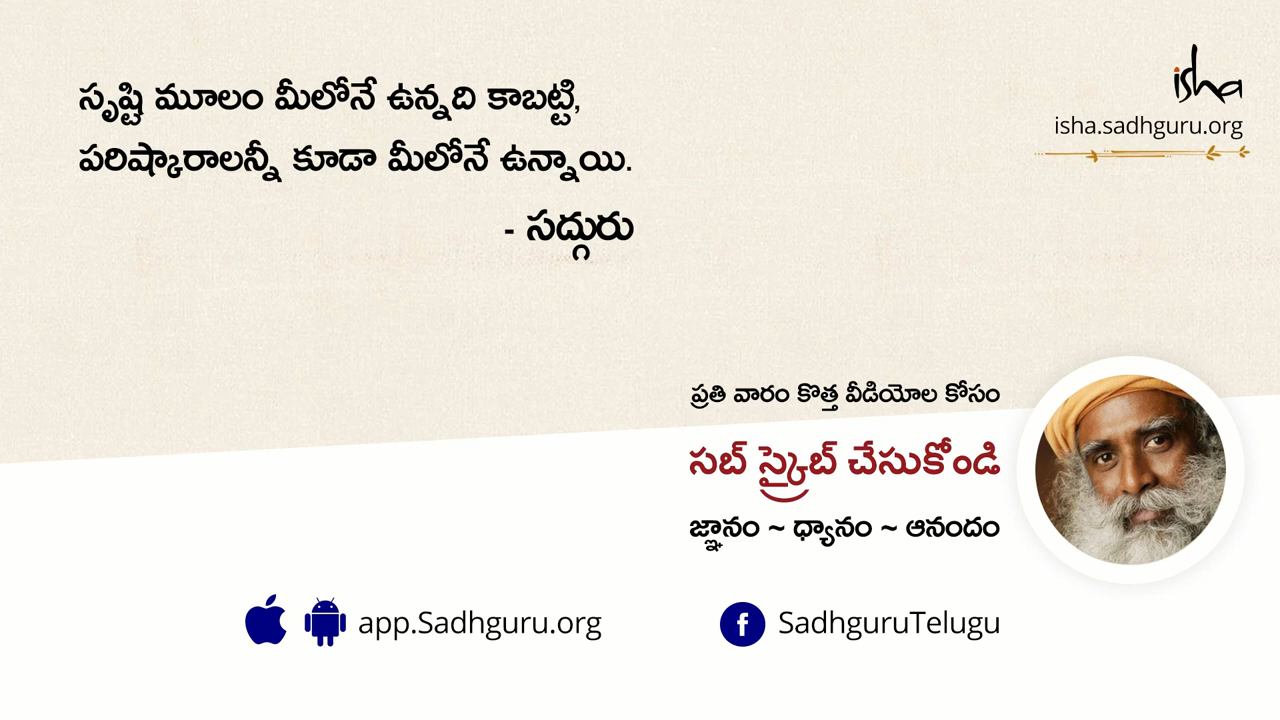 సృష్టి మూలం మీలోనే ఉన్నది కాబట్టి,
పరిష్కారాలన్నీ కూడా మీలోనే ఉన్నాయి.
- సద్గురు
isha
isha.sadhguru.org
ప్రతి వారం కొత్త వీడియోల కోసం
సబ్ స్క్రైబ్ చేసుకోండి
జ్ఞానం ~ ధ్యానం ~ ఆనందం
app.Sadhguru.org
SadhguruTelugu